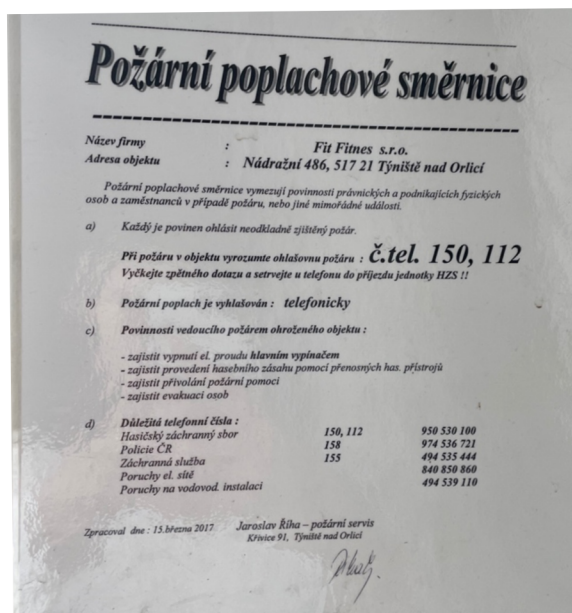 Požární poplachové směrnice
Název firmy : Fit Fitnes s.r.o.
Adresa objektu : Nádražní 486, 517 21 Týniště nad Orlicí
Požární poplachové směrnice vymezují povinnosti právnických a podnikajících fyzických
osob a zaměstnanců v případě požáru, nebo jiné mimořádné události.
a) Každý je povinen ohlásit neodkladně zjištěný požár.
Při požáru v objektu vyrozumte ohlašovnu požáru : č.tel. 150, 112
Vyčkejte zpětného dotazu a setrvejte u telefonu do příjezdu jednotky HZS !!
b) Požární poplach je vyhlašován : telefonicky
c) Povinnosti vedoucího požárem ohroženého objektu :
- zajistit vypnutí el. proudu hlavním vypínačem
- zajistit provedení hasebního zásahu pomocí přenosných has. přístrojů
- zajistit přivolání požární pomoci
- zajistit evakuaci osob
d) Důležitá telefonní čísla :
Hasičský záchranný sbor 150, 112 950 530 100
Policie ČR 158 974 536 721
Záchranná služba 155 494 535 444
Poruchy el. sítě 840 850 860
Poruchy na vodovod. instalaci 494 539 110
Zpracoval dne : 15.března 2017 Jaroslav Říha – požární servis
Křivice 91, Týniště nad Orlicí